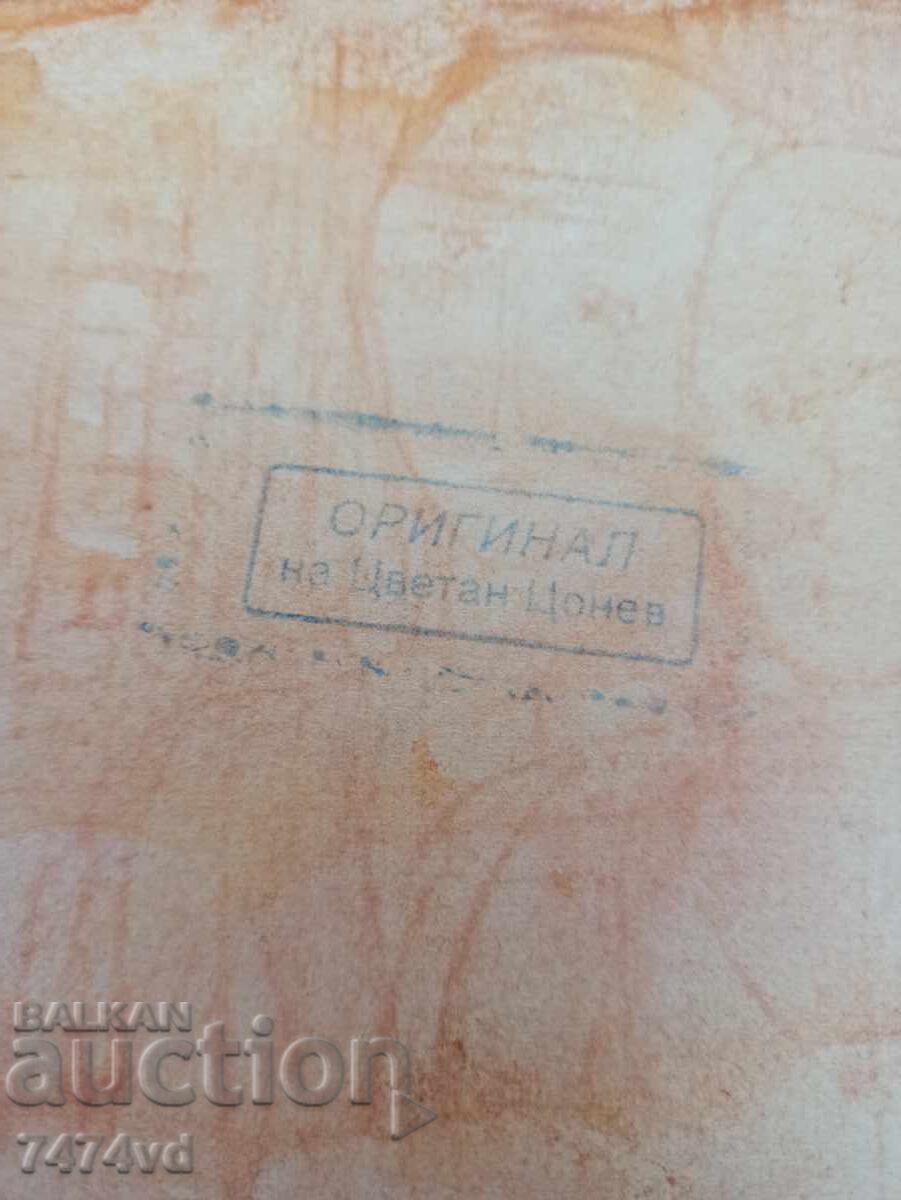 ОРИГИНАЛ
на Цветан Цонев
BALKAN
auction
7474vd